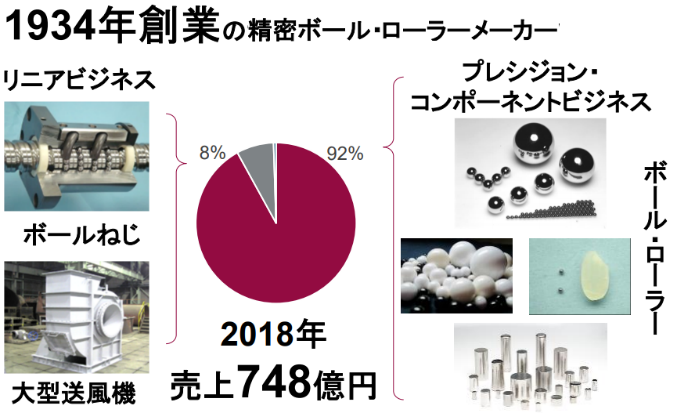 1934年創業の精密ボール・ローラーメーカー
リニアビジネス
ボールねじ
大型送風機
8%
92%
2018年
売上748億円
プレシジョン・
コンポーネントビジネス
ボール・ローラー